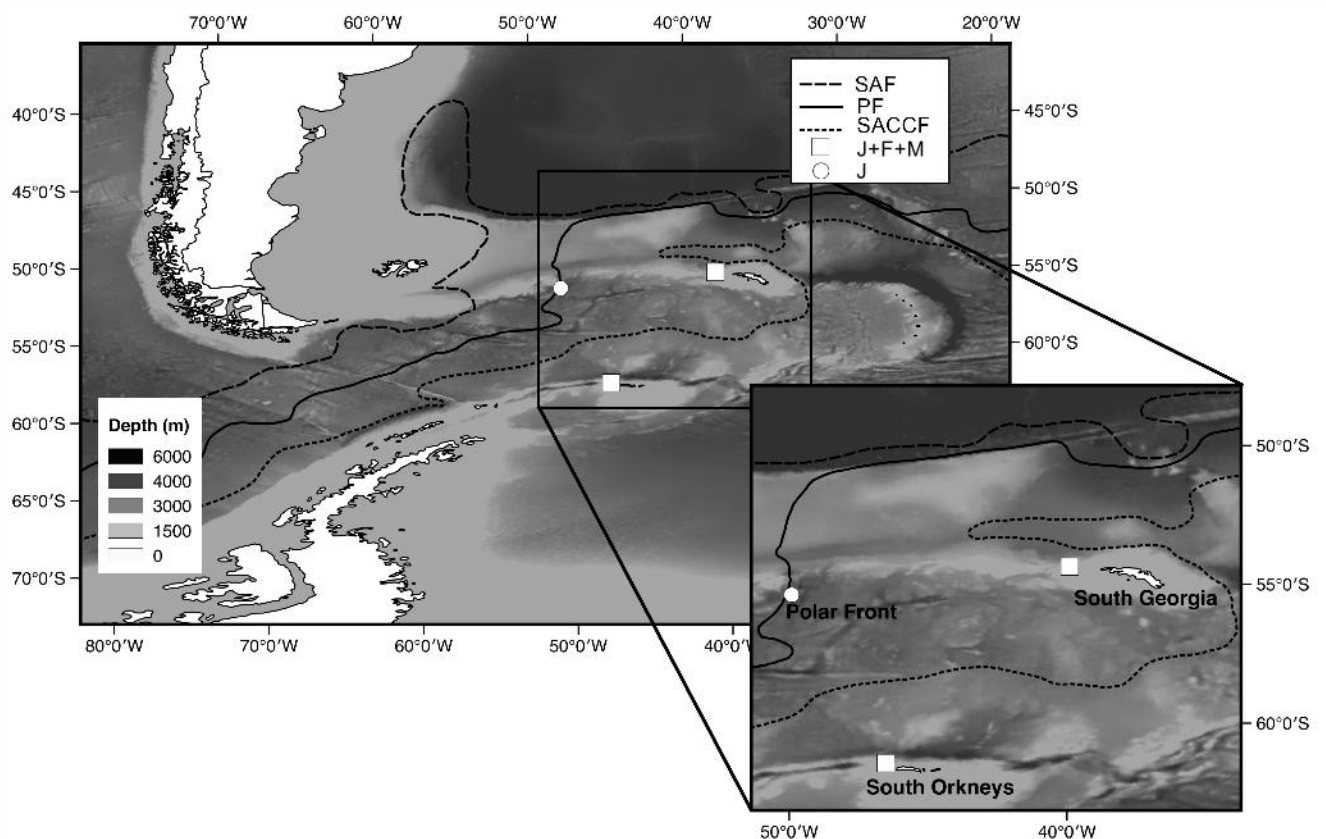 70°0'W 60°0'W 50°0'W 40°0'W 30°0'W 20°0'W
SAF
PF
SACCF
J+F+M
J
40°0'S
45°0'S
50°0'S
55°0'S
60°0'S
65°0'S
70°0'S
45°0'S
50°0'S
55°0'S
60°0'S
Depth (m)
6000
4000
3000
1500
0
80°0'W 70°0'W 60°0'W 50°0'W 40°0'W
50°0'S
55°0'S
60°0'S
Polar Front
South Georgia
South Orkneys
50°0'W 40°0'W